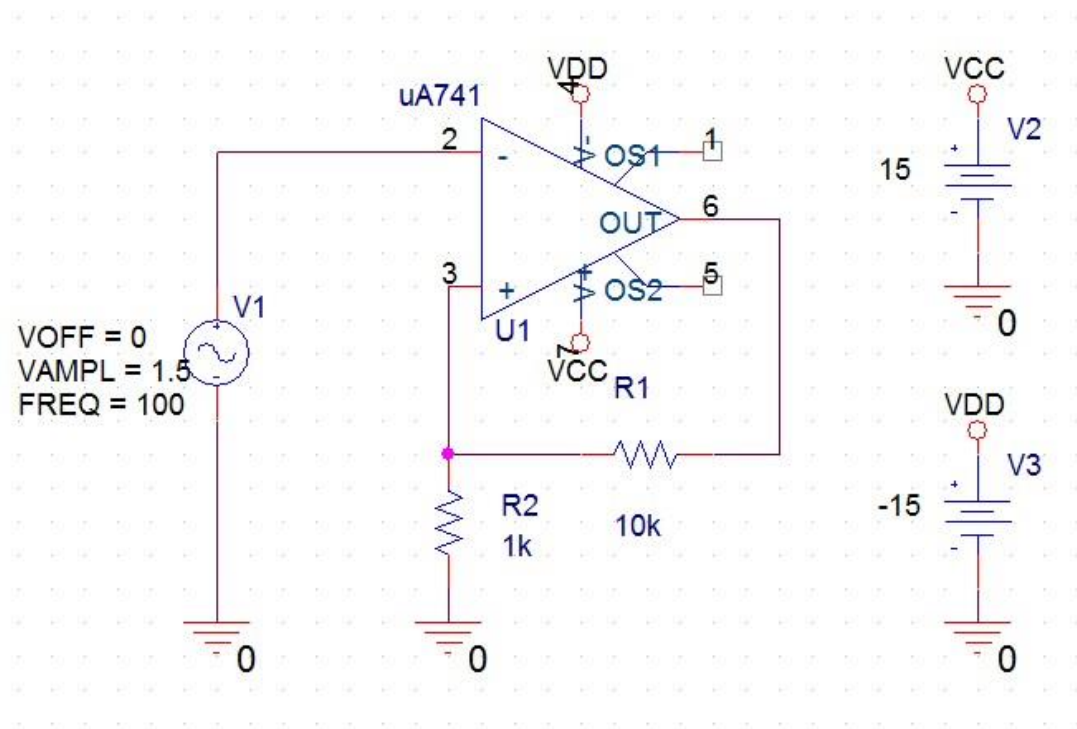 VDD
4
uA741
2
-
V-
OS1
1
OUT
6
3
+
V+
OS2
5
U1
7
VCC
V1
+
-
VOFF = 0
VAMPL = 1.5
FREQ = 100
0
R1
10k
R2
1k
0
VCC
V2
+
15
-
0
VDD
V3
+
-15
-
0